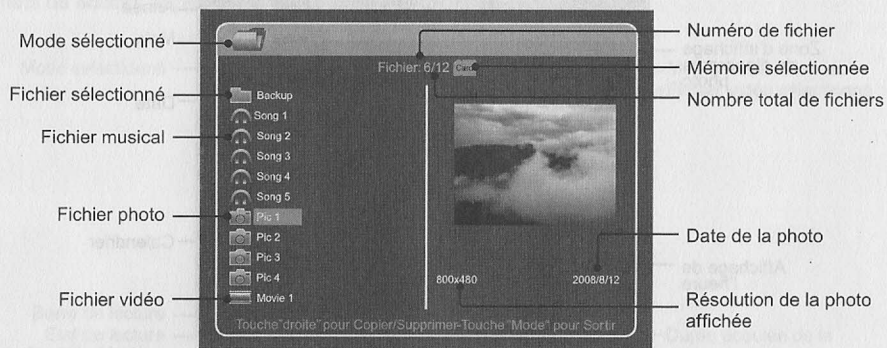 Mode sélectionné
Numéro de fichier
Fichier: 6/12
Mémoire sélectionnée
Fichier sélectionné
Backup
Nombre total de fichiers
Song 1
Fichier musical
Song 2
Song 3
Song 4
Song 5
Fichier photo
Pic 1
Pic 2
Date de la photo
Pic 3
Pic 4
800x480
2008/8/12
Fichier vidéo
Movie 1
Résolution de la photo
affichée
Touche"droite" pour Copier/Supprimer-Touche"Mode" pour Sortir